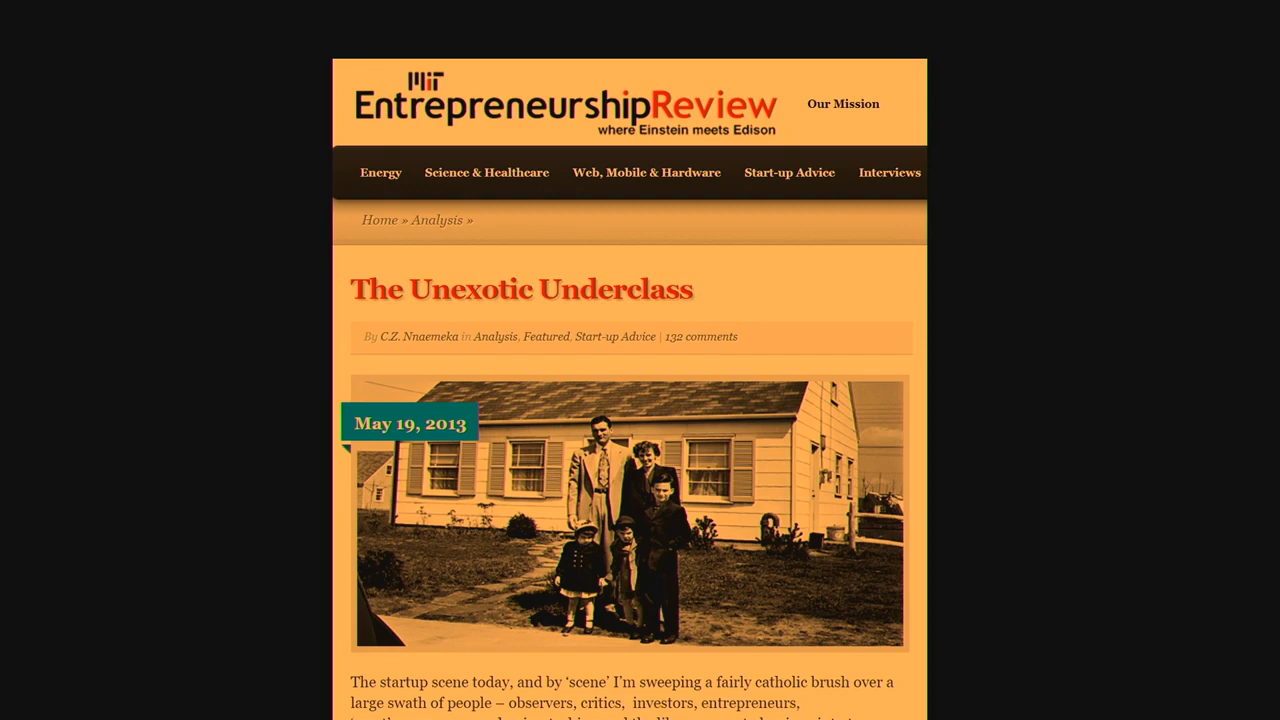 MIT
EntrepreneurshipReview
where Einstein meets Edison
Our Mission
Energy Science & Healthcare Web, Mobile & Hardware Start-up Advice Interviews
Home » Analysis »
The Unexotic Underclass
By C.Z. Nnaemeka in Analysis, Featured, Start-up Advice | 132 comments
May 19, 2013
The startup scene today, and by ‘scene’ I’m sweeping a fairly catholic brush over a
large swath of people – observers, critics,  investors, entrepreneurs,